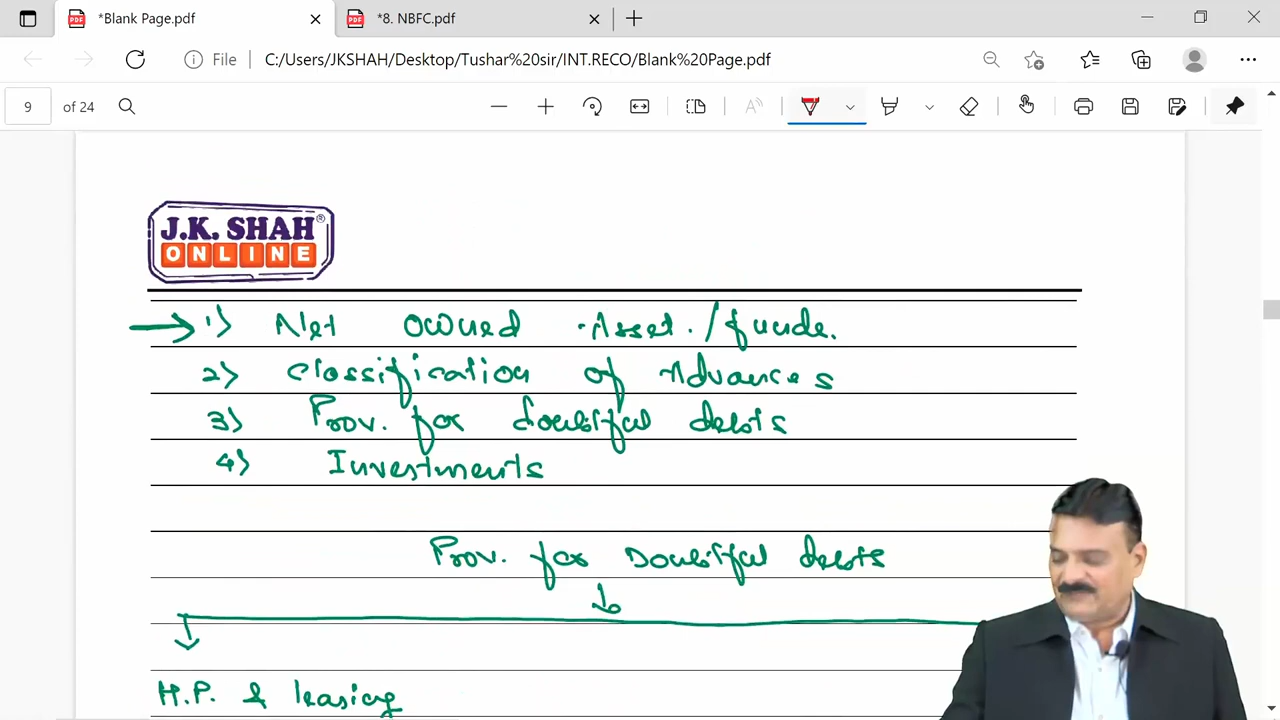 *Blank Page.pdf
*8. NBFC.pdf
File C:/Users/JKSHAH/Desktop/Tushar%20sir/INT.RECO/Blank%20Page.pdf
9 of 24
J.K. SHAH®
ONLINE
1) Net owned Asset./funds.
2) Classification of Advances
3) Prov. for doubtful debts
4) Investments
Prov. for Doubtful debts
H.P. & leasing